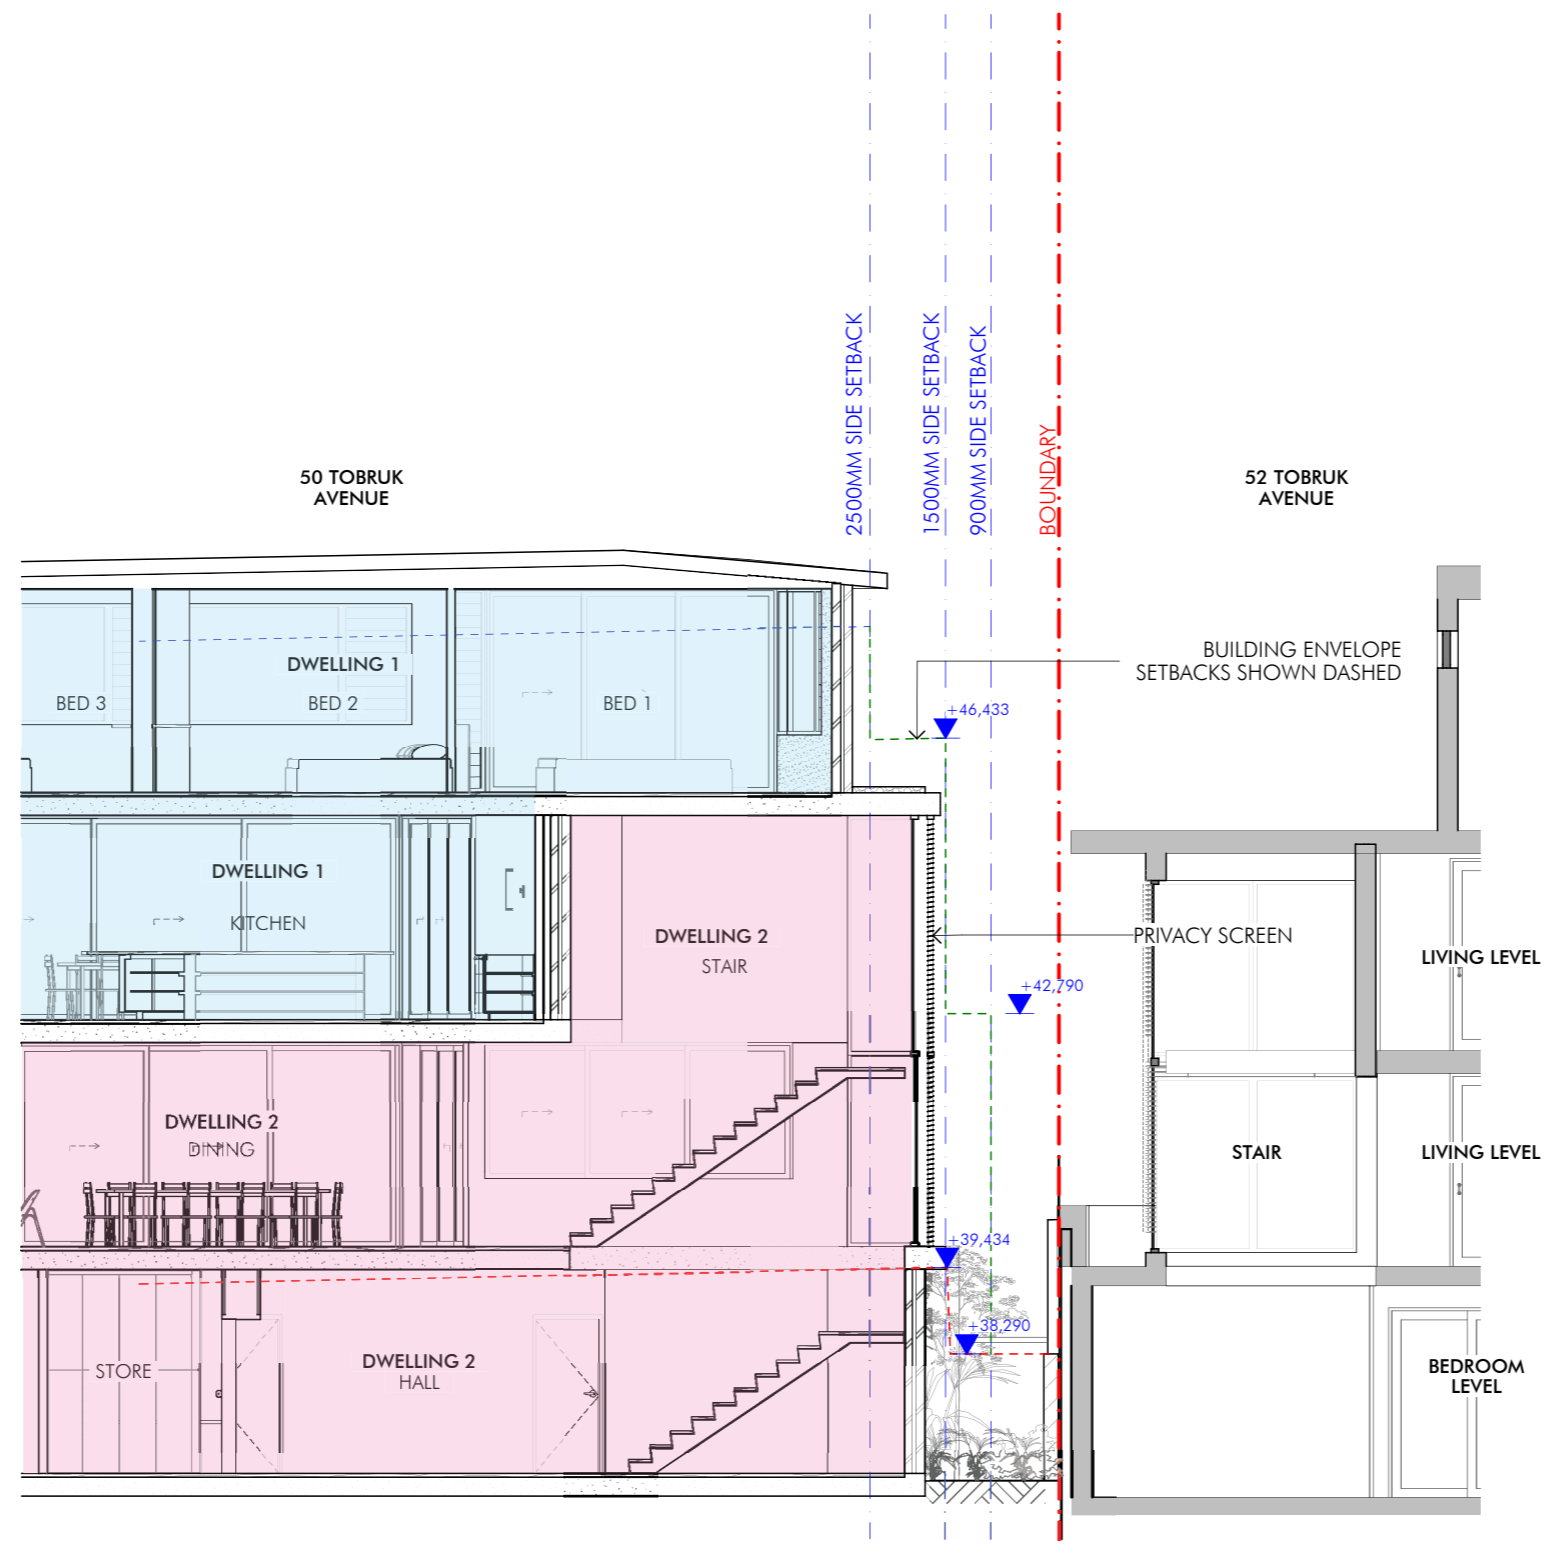 2500MM SIDE SETBACK
1500MM SIDE SETBACK
900MM SIDE SETBACK
BOUNDARY
50 TOBRUK
AVENUE
52 TOBRUK
AVENUE
BUILDING ENVELOPE
SETBACKS SHOWN DASHED
DWELLING 1
BED 3
BED 2
BED 1
+46,433
DWELLING 1
KITCHEN
DWELLING 2
STAIR
PRIVACY SCREEN
LIVING LEVEL
+42,790
DWELLING 2
DINING
STAIR
LIVING LEVEL
+39,434
+38,290
STORE
DWELLING 2
HALL
BEDROOM
LEVEL